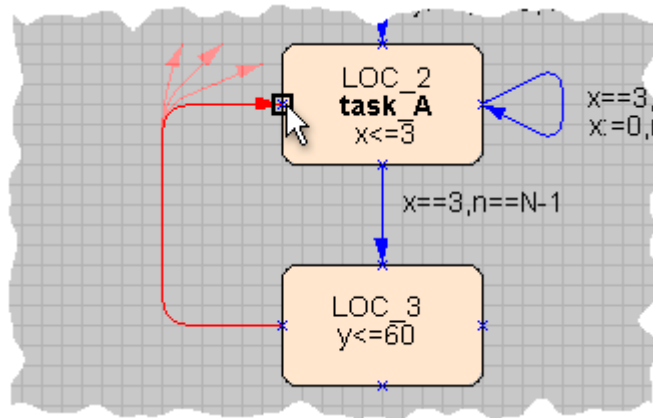 LOC_2
task_A
x<=3
x==3,
x:=0,
x==3,n==N-1
LOC_3
y<=60